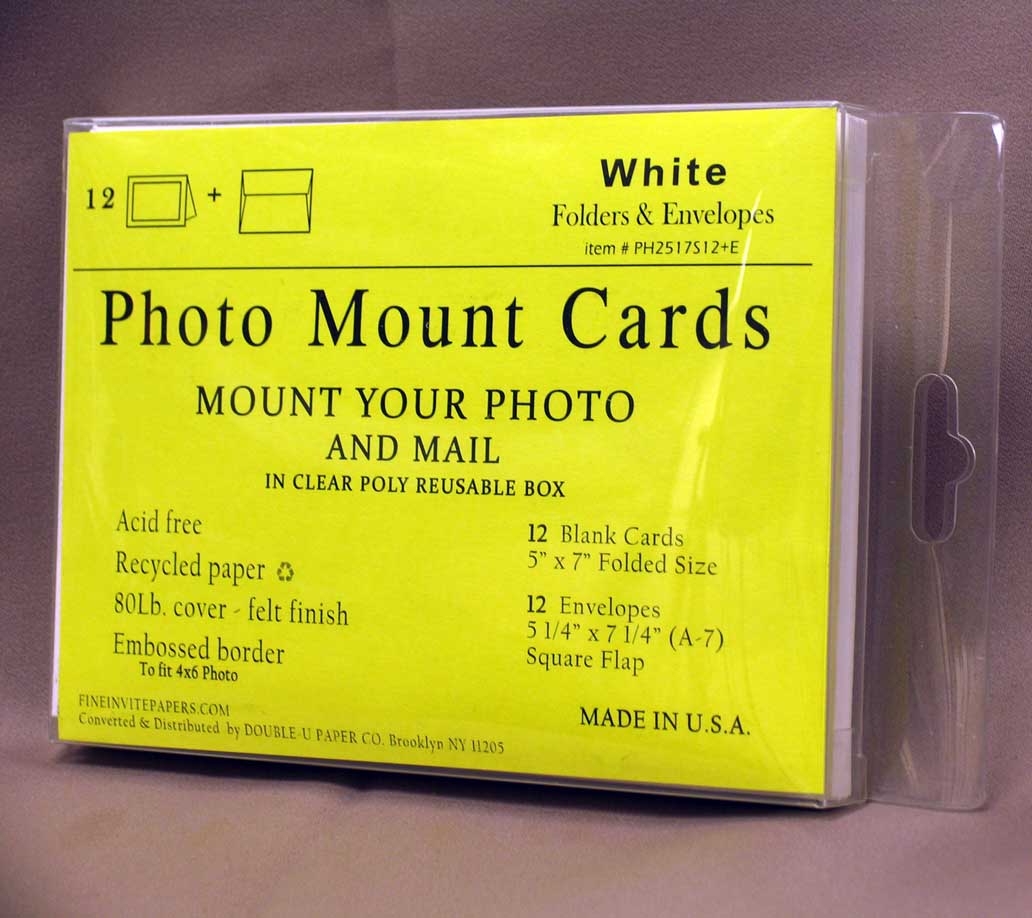 12 +
White
Folders & Envelopes
item # PH2517S12+E
Photo Mount Cards
MOUNT YOUR PHOTO
AND MAIL
IN CLEAR POLY REUSABLE BOX
Acid free
Recycled paper
80Lb. cover - felt finish
Embossed border
To fit 4x6 Photo
12 Blank Cards
5” x 7” Folded Size
12 Envelopes
5 1/4” x 7 1/4” (A-7)
Square Flap
FINEINVITEPAPERS.COM
Converted & Distributed by DOUBLE-U PAPER CO. Brooklyn NY 11205
MADE IN U.S.A.